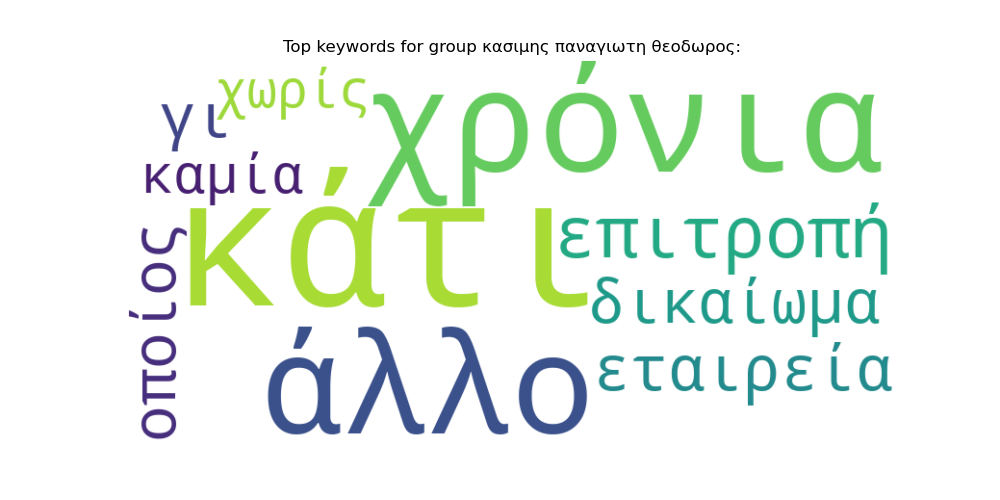 Top keywords for group κασιμης παναγιωτη θεοδωρος:
χωρίς
χρόνια
γι
καμία
κάτι
επιτροπή
οποίος
δικαίωμα
άλλο
εταιρεία